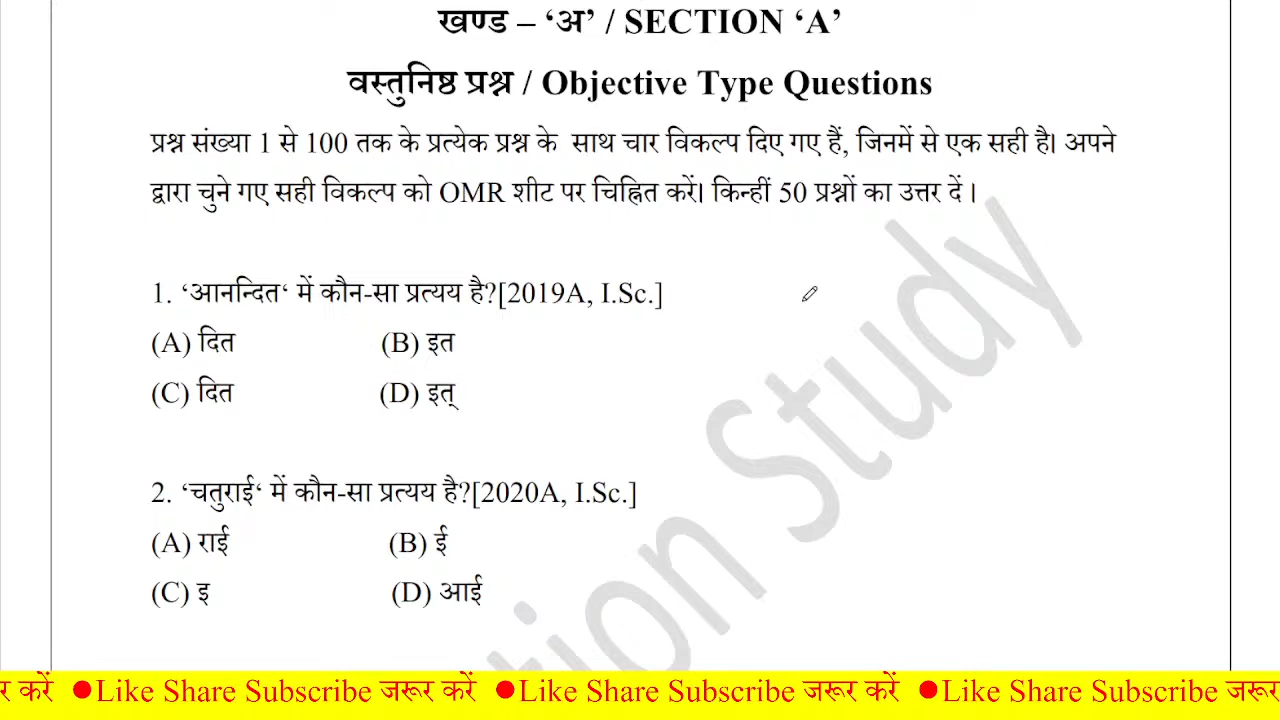 खण्ड – ‘अ’ / SECTION ‘A’
वस्तुनिष्ठ प्रश्न / Objective Type Questions
प्रश्न संख्या 1 से 100 तक के प्रत्येक प्रश्न के साथ चार विकल्प दिए गए हैं, जिनमें से एक सही है। अपने
द्वारा चुने गए सही विकल्प को OMR शीट पर चिह्नित करें। किन्हीं 50 प्रश्नों का उत्तर दें ।
1. ‘आनन्दित‘ में कौन-सा प्रत्यय है?[2019A, I.Sc.]
(A) दित (B) इत
(C) दित (D) इत्
2. ‘चतुराई‘ में कौन-सा प्रत्यय है?[2020A, I.Sc.]
(A) राई (B) ई
(C) इ (D) आई
tion Study
र करें ●Like Share Subscribe जरूर करें ●Like Share Subscribe जरूर करें ●Like Share Subscribe जरूर